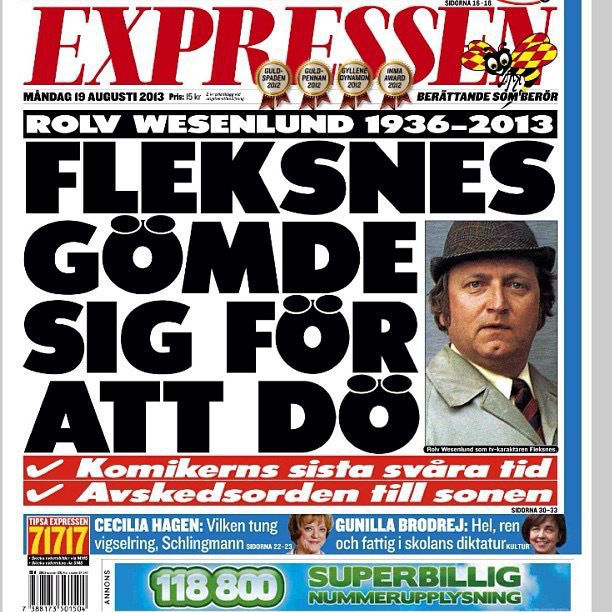 SIDORNA 16-18
EXPRESSEN
GULD-
SPADEN
2012
GULD-
PENNAN
2012
GYLLENE
DYNAMON
2012
INMA
AWARD
2012
MÅNDAG 19 AUGUSTI 2013 Pris: 15 kr
BERÄTTANDE SOM BERÖR
ROLV WESENLUND 1936–2013
FLEKSNES
GÖMDE
SIG FÖR
ATT DÖ
Rolv Wesenlund som tv-karaktären Fleksnes.
✓ Komikerns sista svåra tid
✓ Avskedsorden till sonen
SIDORNA 20-33
TIPSA EXPRESSEN
71717
CECILIA HAGEN: Vilken tung
vigselring, Schlingmann SIDORNA 22-23
GUNILLA BRODREJ: Hel, ren
och fattig i skolans diktatur KULTUR
ANNONS
118 800
SUPERBILLIG
NUMMERUPPLYSNING
7 388173 501504